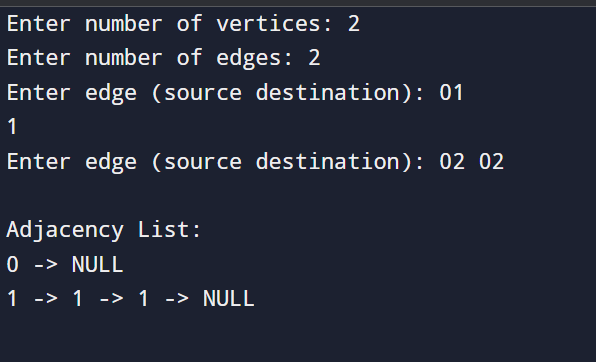 Enter number of vertices: 2
Enter number of edges: 2
Enter edge (source destination): 01
1
Enter edge (source destination): 02 02
Adjacency List:
0 -> NULL
1 -> 1 -> 1 -> NULL